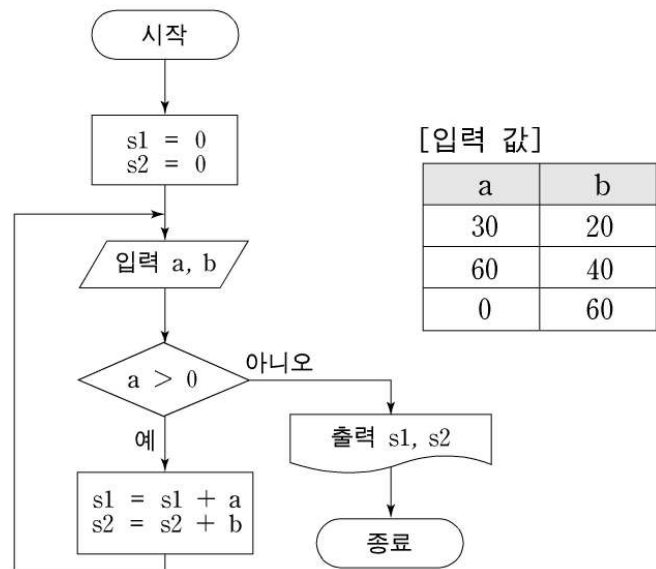 시작
s1 = 0
s2 = 0
입력 a, b
a > 0
아니오
예
s1 = s1 + a
s2 = s2 + b
출력 s1, s2
종료
[입력 값]
a b
30 20
60 40
0 60